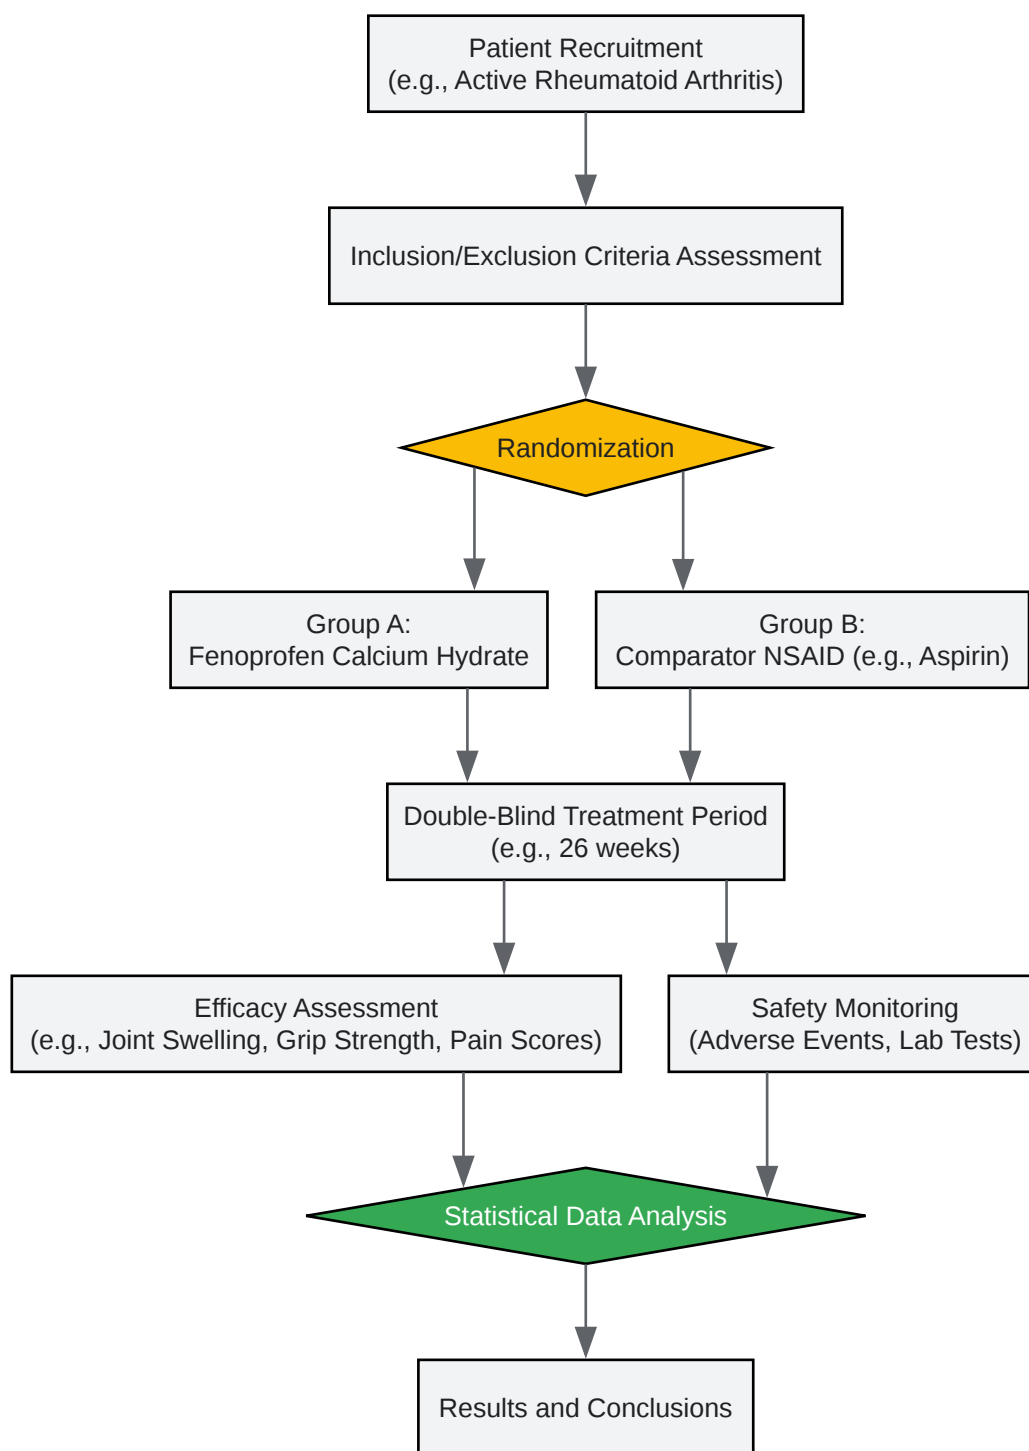 Patient Recruitment
(e.g., Active Rheumatoid Arthritis)
Inclusion/Exclusion Criteria Assessment
Randomization
Group A:
Fenoprofen Calcium Hydrate
Group B:
Comparator NSAID (e.g., Aspirin)
Double-Blind Treatment Period
(e.g., 26 weeks)
Efficacy Assessment
(e.g., Joint Swelling, Grip Strength, Pain Scores)
Safety Monitoring
(Adverse Events, Lab Tests)
Statistical Data Analysis
Results and Conclusions